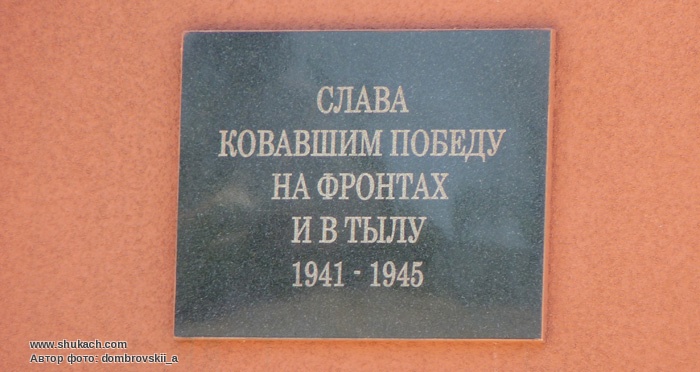 СЛАВА
КОВАВШИМ ПОБЕДУ
НА ФРОНТАХ
И В ТЫЛУ
1941 - 1945
www.shukach.com
Автор фото: dombrovskii_a